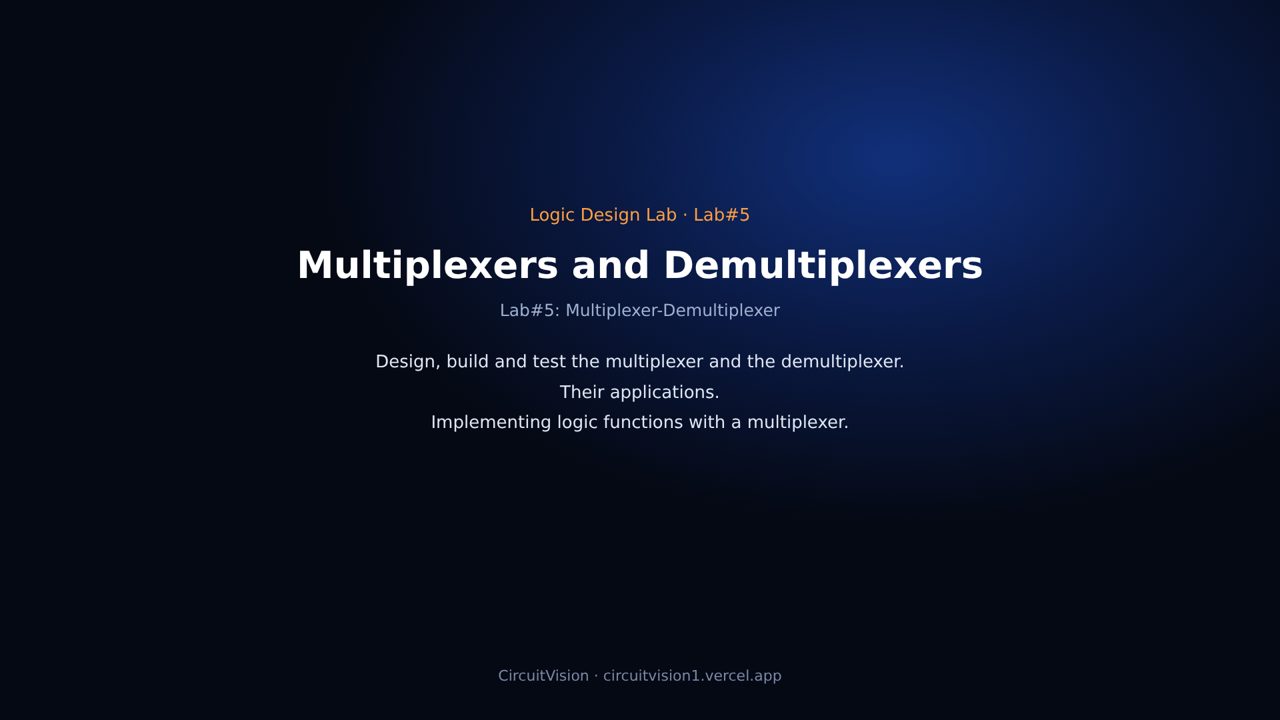 Logic Design Lab · Lab#5
Multiplexers and Demultiplexers
Lab#5: Multiplexer-Demultiplexer
Design, build and test the multiplexer and the demultiplexer.
Their applications.
Implementing logic functions with a multiplexer.
CircuitVision · circuitvision1.vercel.app